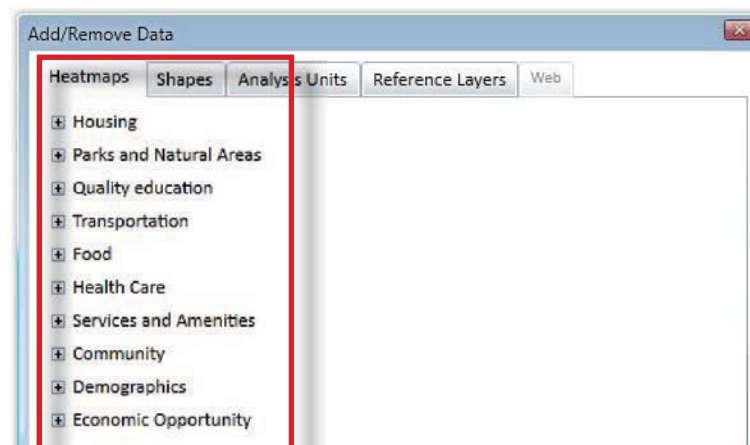 Add/Remove Data
Heatmaps Shapes Analysis Units Reference Layers Web
Housing
Parks and Natural Areas
Quality education
Transportation
Food
Health Care
Services and Amenities
Community
Demographics
Economic Opportunity